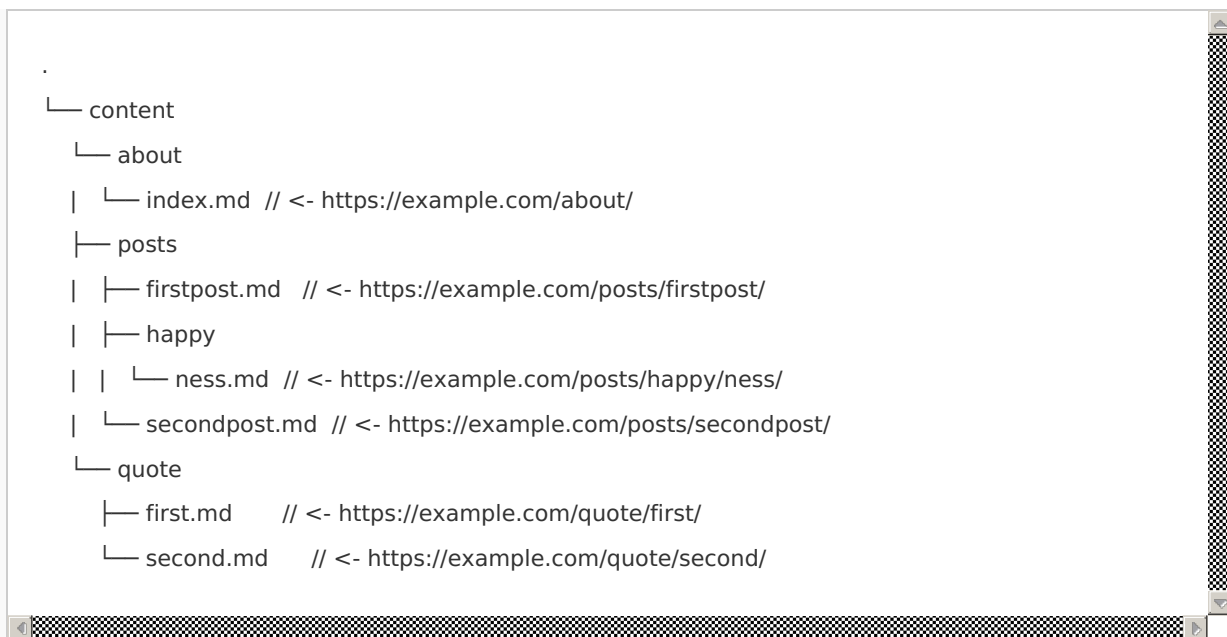 .
└── content
    └── about
    |   └── index.md  // <- https://example.com/about/
    ├── posts
    |   ├── firstpost.md   // <- https://example.com/posts/firstpost/
    |   ├── happy
    |   |   └── ness.md  // <- https://example.com/posts/happy/ness/
    |   └── secondpost.md  // <- https://example.com/posts/secondpost/
    └── quote
        ├── first.md       // <- https://example.com/quote/first/
        └── second.md      // <- https://example.com/quote/second/